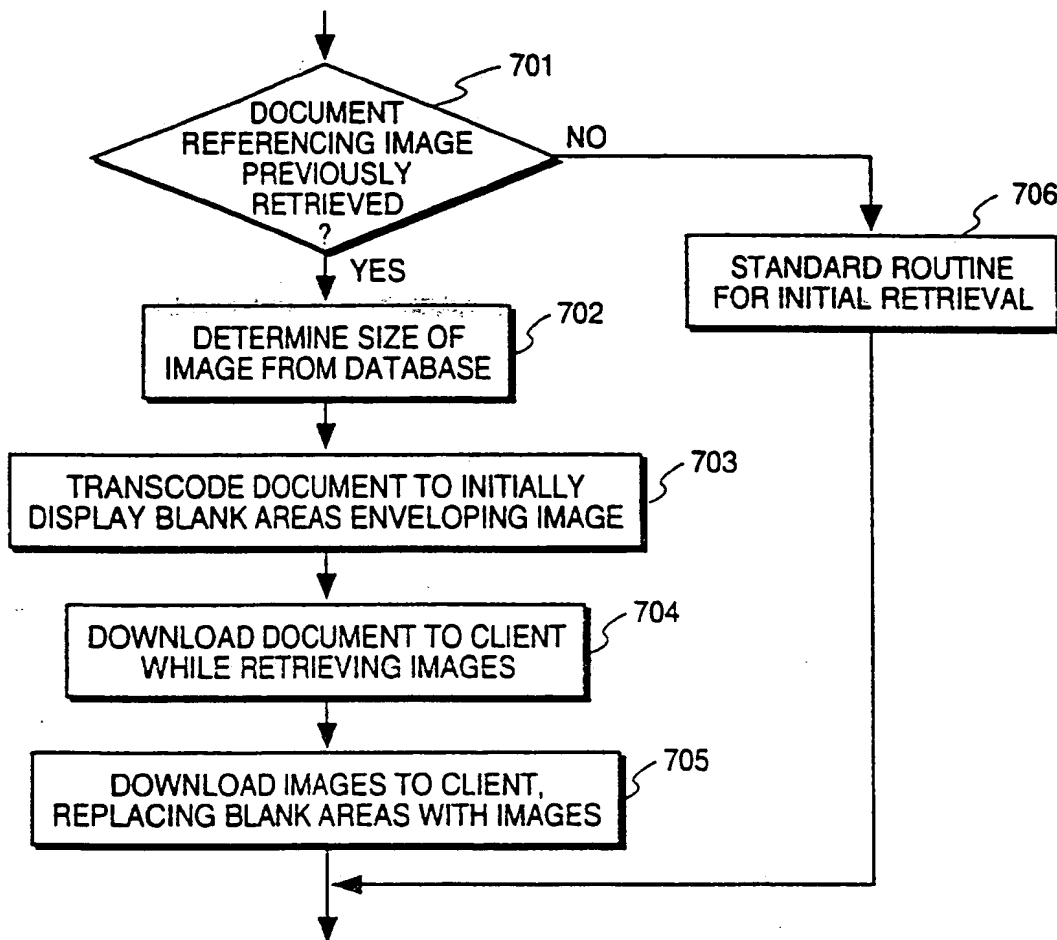 701
DOCUMENT
REFERENCING IMAGE
PREVIOUSLY
RETRIEVED
?
NO
YES
706
STANDARD ROUTINE
FOR INITIAL RETRIEVAL
702
DETERMINE SIZE OF
IMAGE FROM DATABASE
703
TRANSCODE DOCUMENT TO INITIALLY
DISPLAY BLANK AREAS ENVELOPING IMAGE
704
DOWNLOAD DOCUMENT TO CLIENT
WHILE RETRIEVING IMAGES
705
DOWNLOAD IMAGES TO CLIENT,
REPLACING BLANK AREAS WITH IMAGES